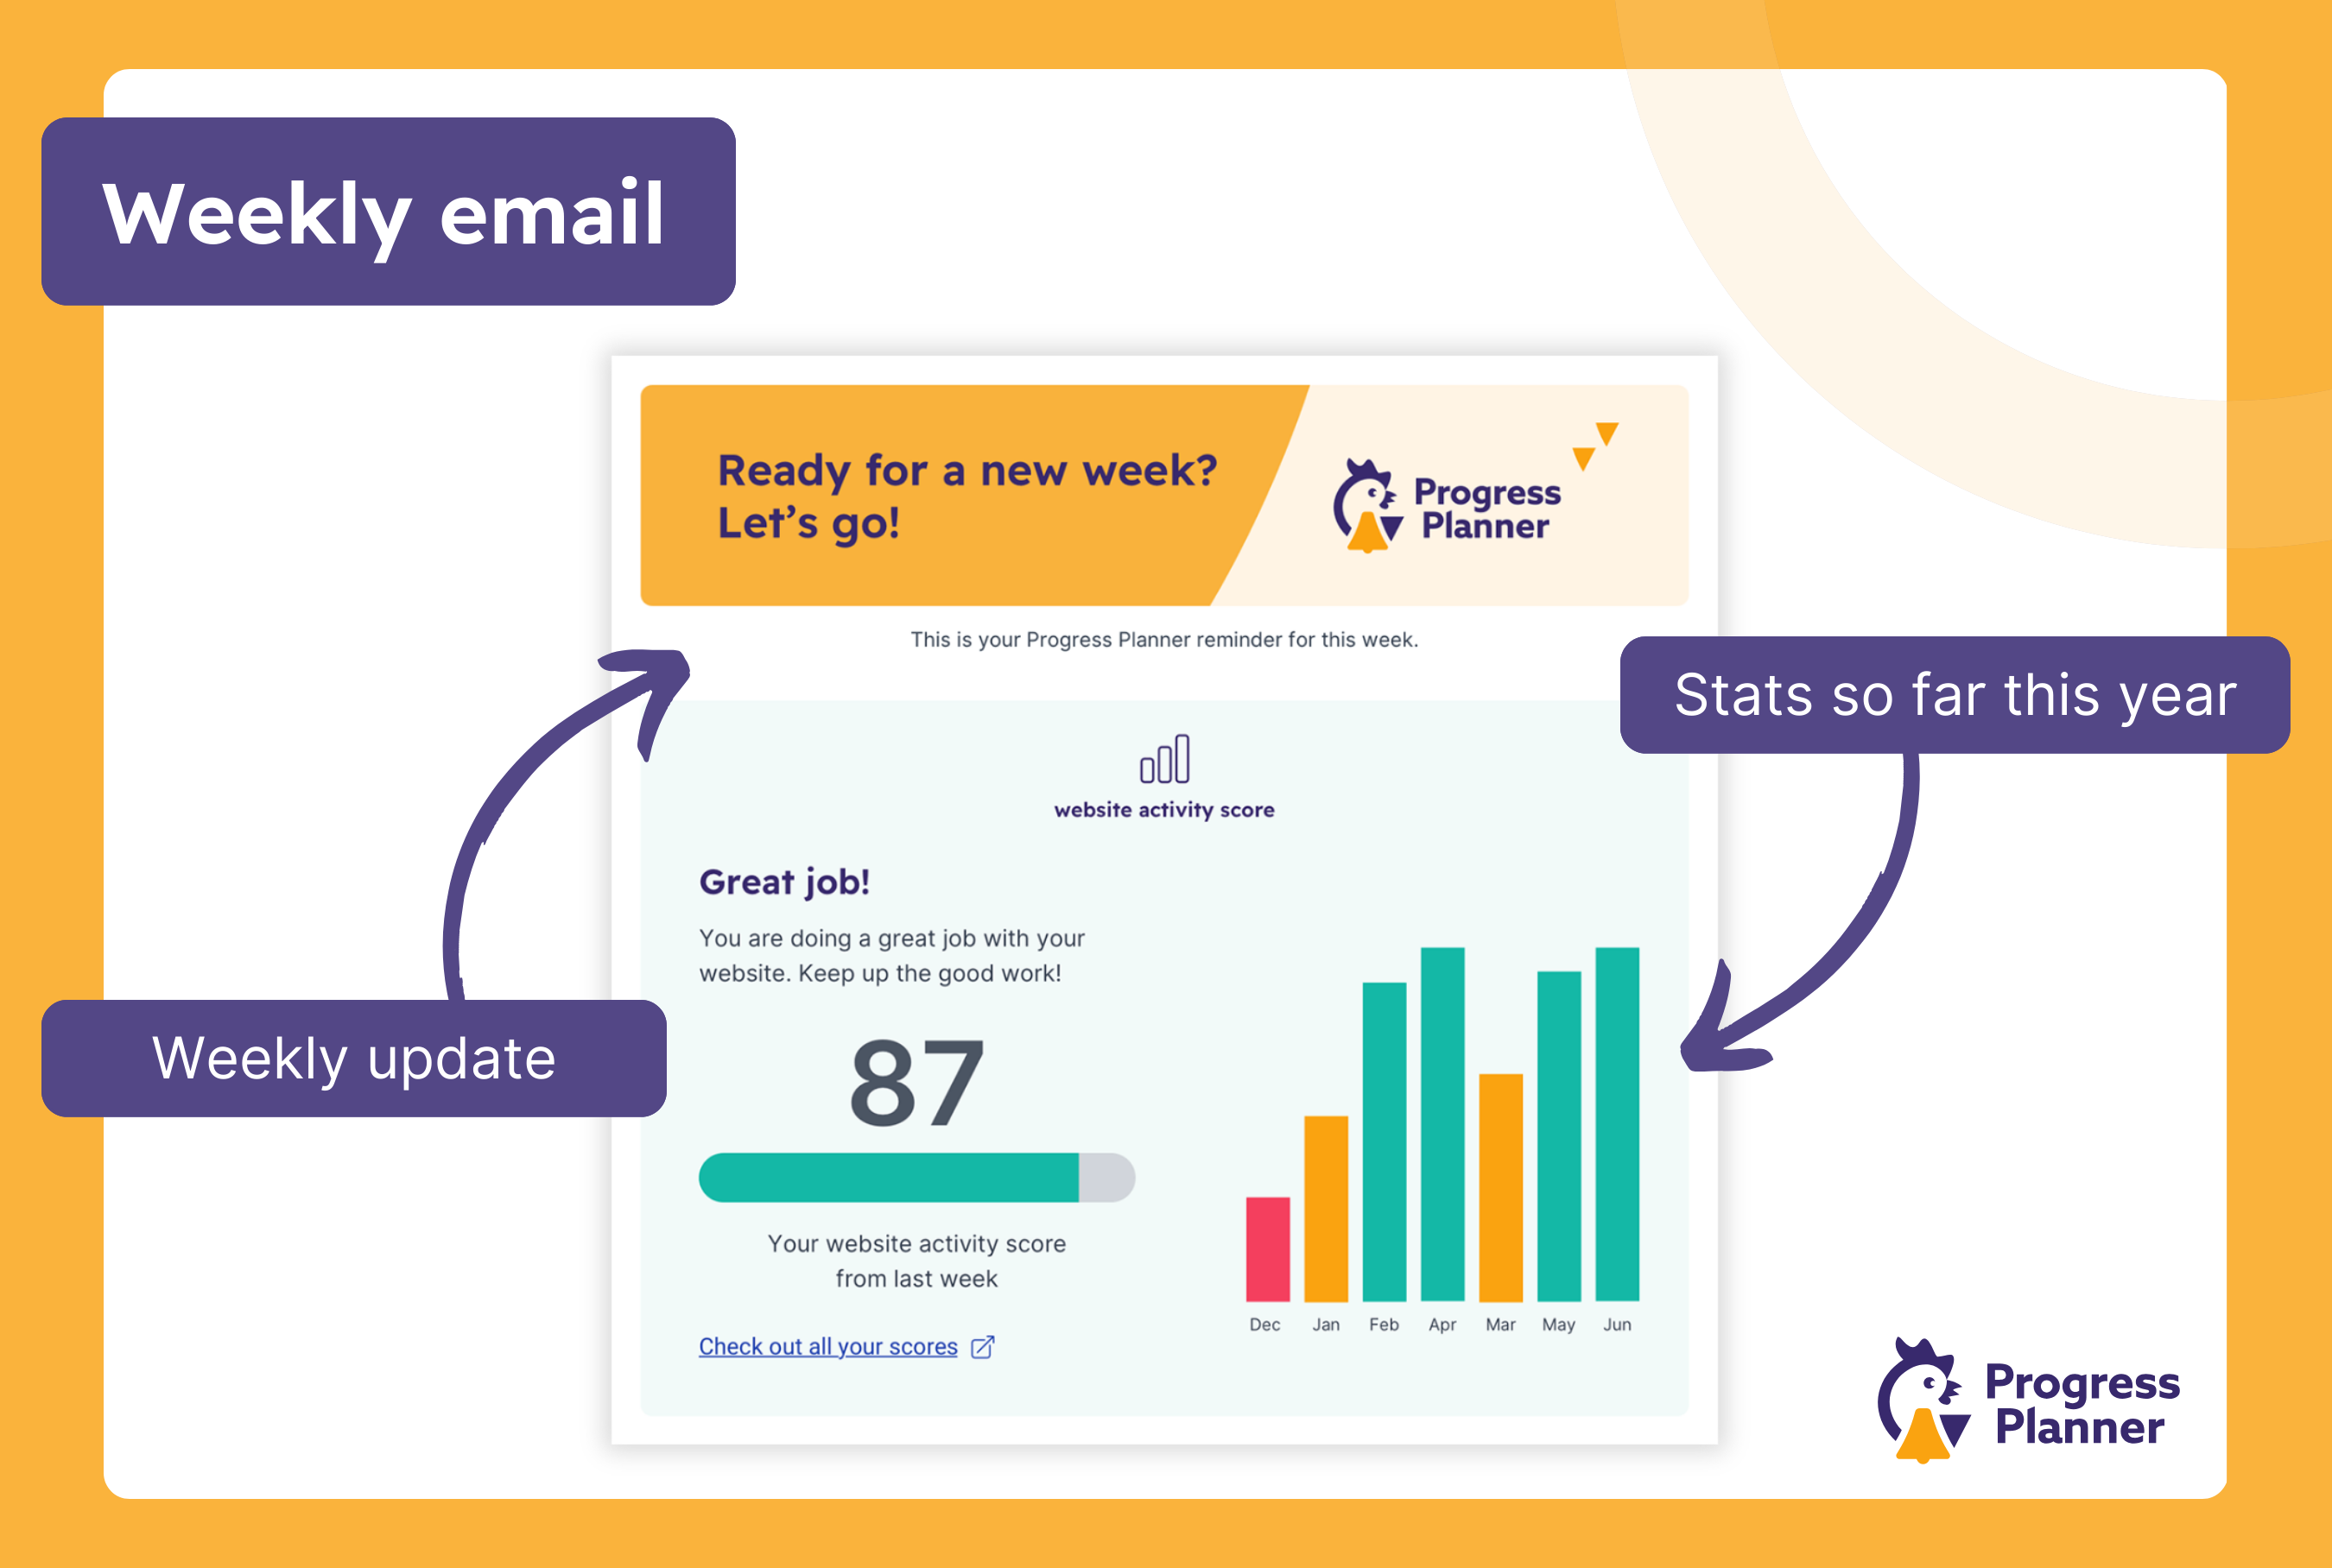 Weekly email
Ready for a new week?
Let's go!
Progress
Planner
This is your Progress Planner reminder for this week.
Stats so far this year
website activity score
Great job!
You are doing a great job with your
website. Keep up the good work!
Weekly update
87
Your website activity score
from last week
Check out all your scores
Dec Jan Feb Apr Mar May Jun
Progress
Planner